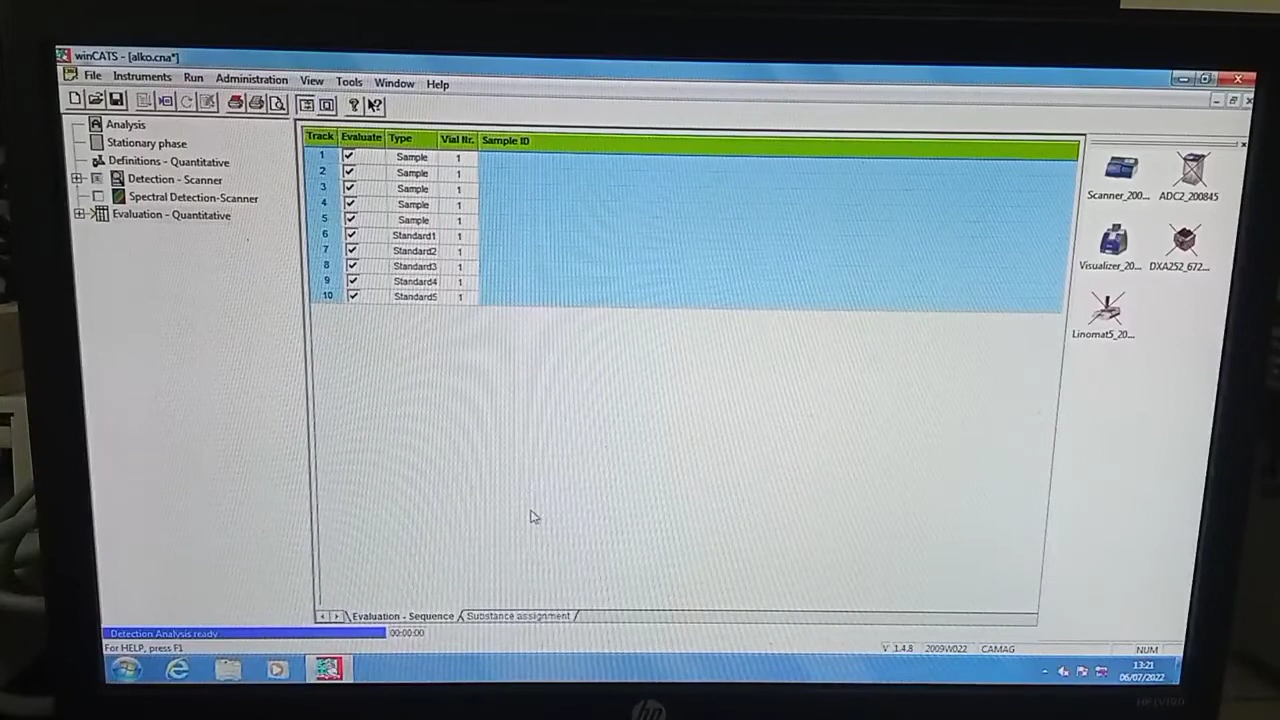 winCATS - [alko.cna*]
File Instruments Run Administration View Tools Window Help
Analysis
Stationary phase
Definitions - Quantitative
Detection - Scanner
Spectral Detection-Scanner
Evaluation - Quantitative
Track Evaluate Type Vial Nr. Sample ID
1 Sample 1
2 Sample 1
3 Sample 1
4 Sample 1
5 Sample 1
6 Standard1 1
7 Standard2 1
8 Standard3 1
9 Standard4 1
10 Standard5 1
Scanner_200... ADC2_200845
Visualizer_20... DXA252_672...
Linomat5_20...
Evaluation - Sequence Substance assignment
Detection Analysis ready 00:00:00
For HELP, press F1 V 1.4.8 2009W022 CAMAG NUM
13:21
06/07/2022
hp